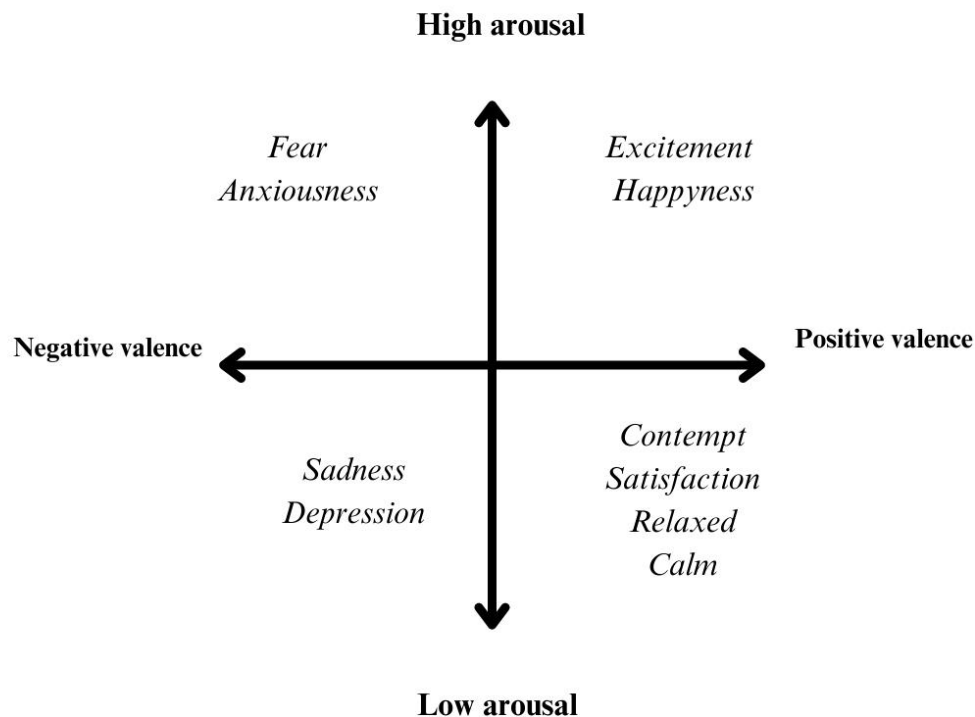 High arousal
Fear
Anxiousness
Excitement
Happyness
Negative valence
Positive valence
Sadness
Depression
Contempt
Satisfaction
Relaxed
Calm
Low arousal